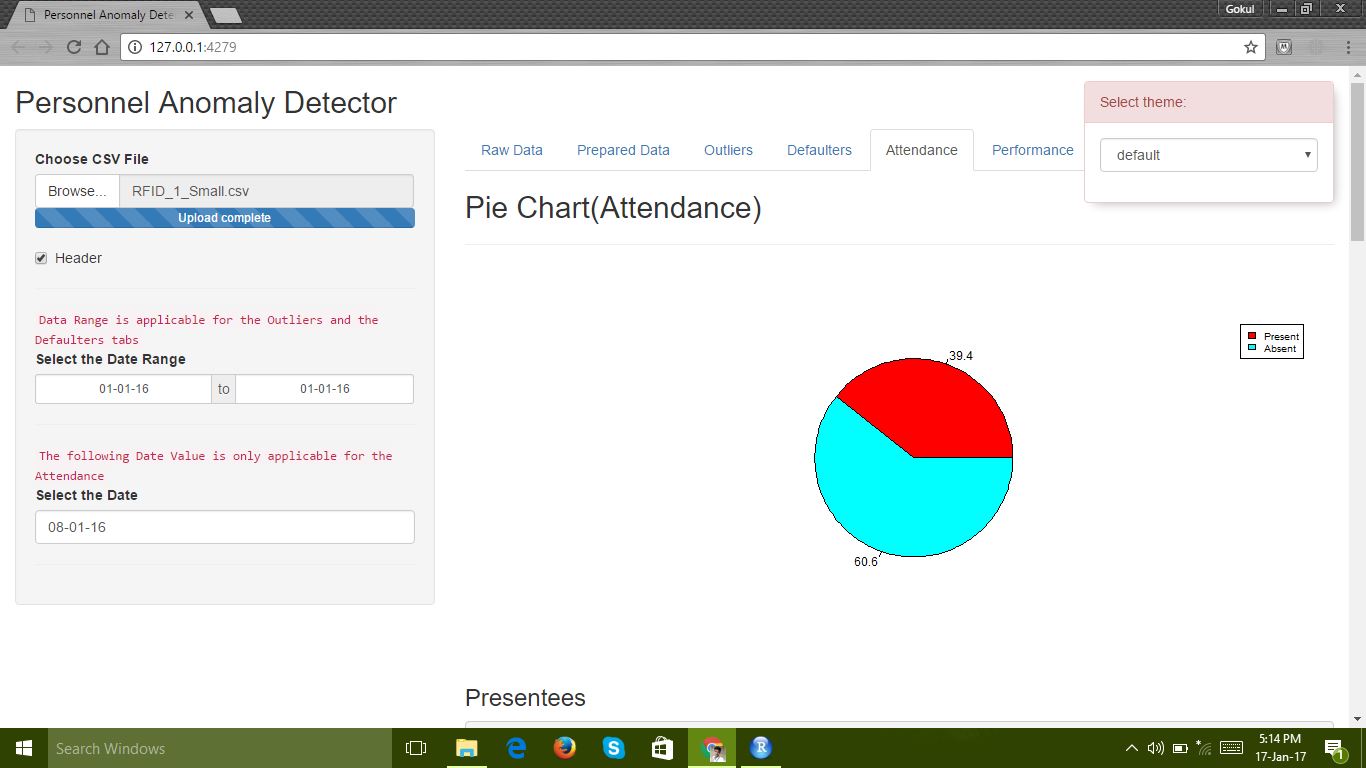 Personnel Anomaly Dete
Gokul
127.0.0.1:4279
Personnel Anomaly Detector
Select theme:
default
Choose CSV File
Browse...
RFID_1_Small.csv
Upload complete
Header
Data Range is applicable for the Outliers and the
Defaulters tabs
Select the Date Range
01-01-16 to 01-01-16
The following Date Value is only applicable for the
Attendance
Select the Date
08-01-16
Raw Data Prepared Data Outliers Defaulters Attendance Performance
Pie Chart(Attendance)
Present
Absent
39.4
60.6
Presentees
Search Windows
5:14 PM
17-Jan-17
1